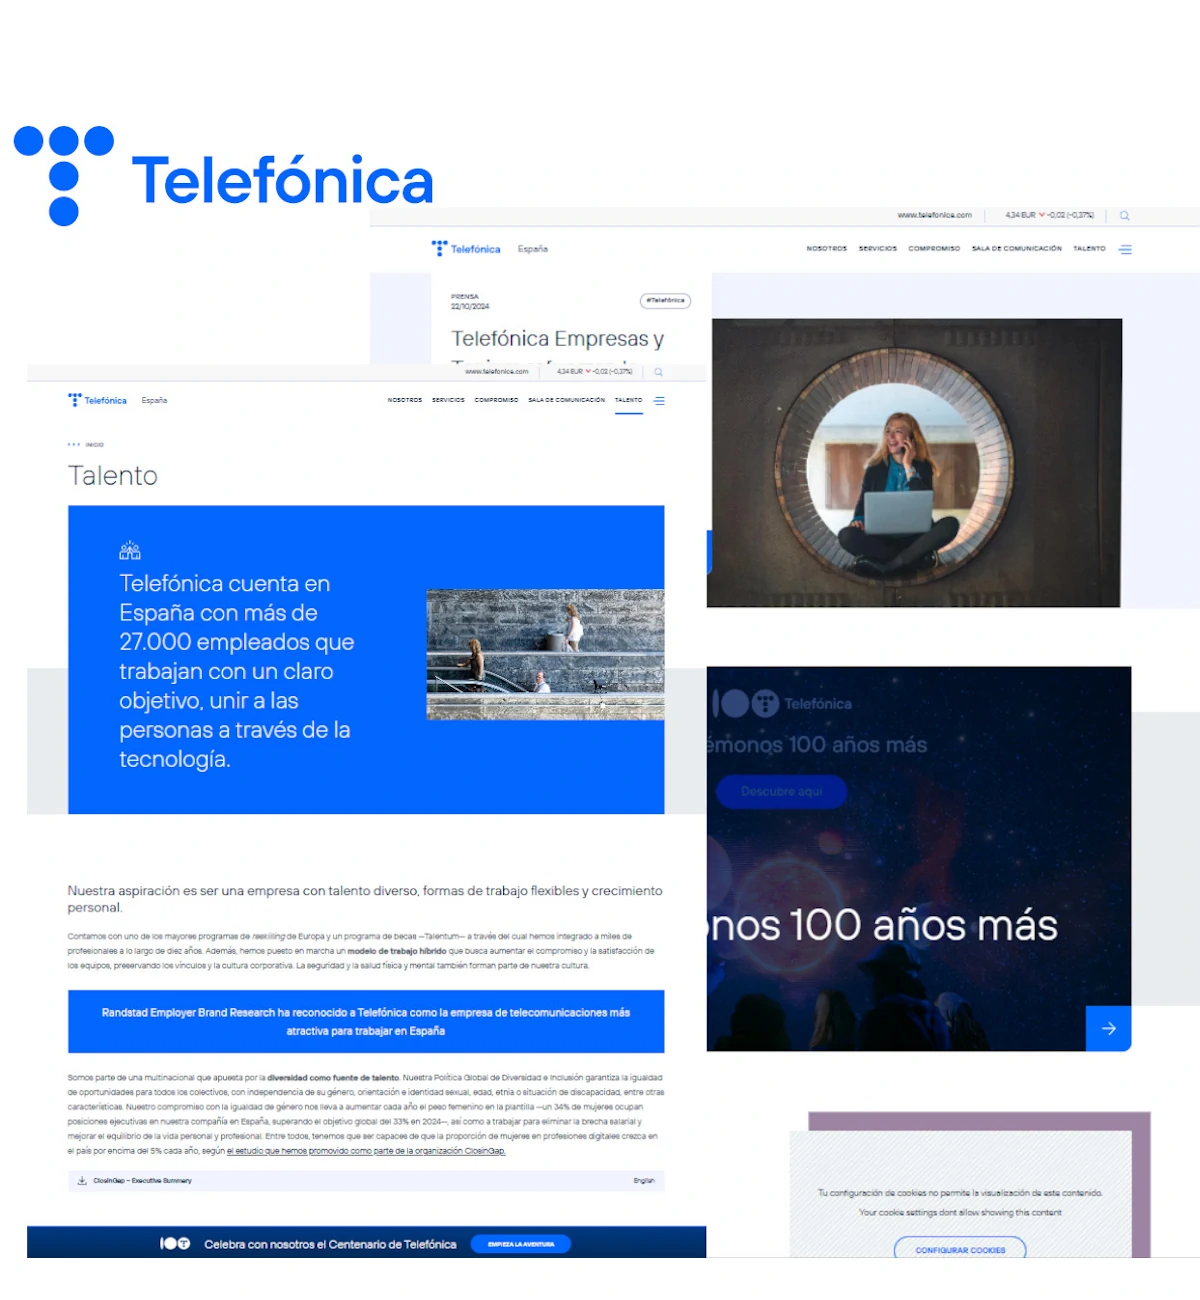 Telefónica
www.telefonica.com 4,34 EUR -0,02 (-0,37%)
Telefónica España
NOSOTROS SERVICIOS COMPROMISO SALA DE COMUNICACIÓN TALENTO
PRENSA
22/10/2024
#Telefónica
Telefónica Empresas y
www.telefonica.com 4,34 EUR -0,02 (-0,37%)
Telefónica España
NOSOTROS SERVICIOS COMPROMISO SALA DE COMUNICACIÓN TALENTO
INICIO
Talento
Telefónica cuenta en
España con más de
27.000 empleados que
trabajan con un claro
objetivo, unir a las
personas a través de la
tecnología.
Nuestra aspiración es ser una empresa con talento diverso, formas de trabajo flexibles y crecimiento
personal.
Contamos con uno de los mayores programas de reskilling de Europa y un programa de becas —Talentum— a través del cual hemos integrado a miles de
profesionales a lo largo de diez años. Además, hemos puesto en marcha un modelo de trabajo híbrido que busca aumentar el compromiso y la satisfacción de
los equipos, preservando los vínculos y la cultura corporativa. La seguridad y la salud física y mental también forman parte de nuestra cultura.
Randstad Employer Brand Research ha reconocido a Telefónica como la empresa de telecomunicaciones más
atractiva para trabajar en España
Somos parte de una multinacional que apuesta por la diversidad como fuente de talento. Nuestra Política Global de Diversidad e Inclusión garantiza la igualdad
de oportunidades para todos los colectivos, con independencia de su género, orientación e identidad sexual, edad, etnia o situación de discapacidad, entre otras
características. Nuestro compromiso con la igualdad de género nos lleva a aumentar cada año el peso femenino en la plantilla —un 34% de mujeres ocupan
posiciones ejecutivas en nuestra compañía en España, superando el objetivo global del 33% en 2024—, así como a trabajar para eliminar la brecha salarial y
mejorar el equilibrio de la vida personal y profesional. Entre todos, tenemos que ser capaces de que la proporción de mujeres en profesiones digitales crezca en
el país por encima del 5% cada año, según el estudio que hemos promovido como parte de la organización ClosinGap.
ClosinGap – Executive Summary English
100 Celebra con nosotros el Centenario de Telefónica EMPIEZA LA AVENTURA
100 Telefónica
émonos 100 años más
Descubre aquí
nos 100 años más
Tu configuración de cookies no permite la visualización de este contenido.
Your cookie settings dont allow showing this content
CONFIGURAR COOKIES